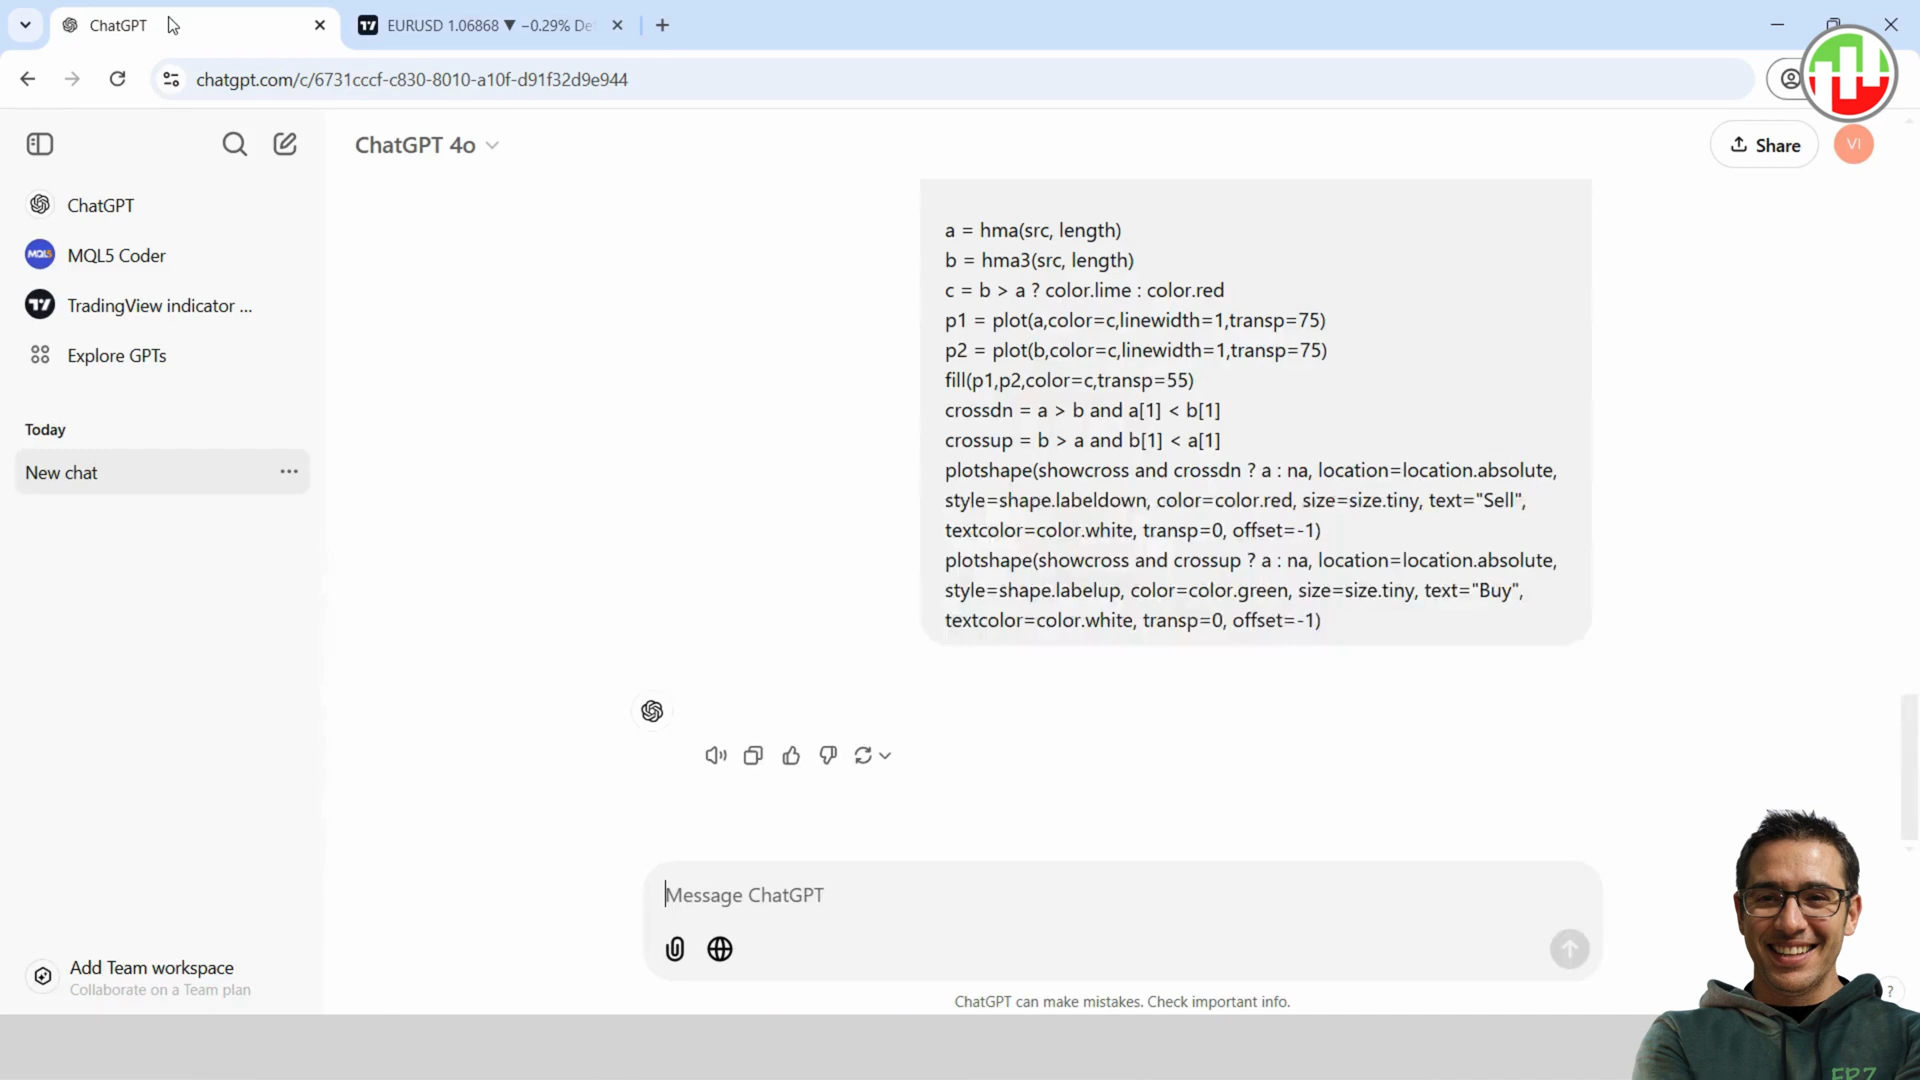 ChatGPT
EURUSD 1.06868 ▼ −0.29% De
chatgpt.com/c/6731cccf-c830-8010-a10f-d91f32d9e944
ChatGPT 4o
Share
VI
ChatGPT
MQL5 Coder
MQL5
TradingView indicator ...
Explore GPTs
Today
New chat
a = hma(src, length)
b = hma3(src, length)
c = b > a ? color.lime : color.red
p1 = plot(a,color=c,linewidth=1,transp=75)
p2 = plot(b,color=c,linewidth=1,transp=75)
fill(p1,p2,color=c,transp=55)
crossdn = a > b and a[1] < b[1]
crossup = b > a and b[1] < a[1]
plotshape(showcross and crossdn ? a : na, location=location.absolute,
style=shape.labeldown, color=color.red, size=size.tiny, text="Sell",
textcolor=color.white, transp=0, offset=-1)
plotshape(showcross and crossup ? a : na, location=location.absolute,
style=shape.labelup, color=color.green, size=size.tiny, text="Buy",
textcolor=color.white, transp=0, offset=-1)
Message ChatGPT
Add Team workspace
Collaborate on a Team plan
ChatGPT can make mistakes. Check important info.
?